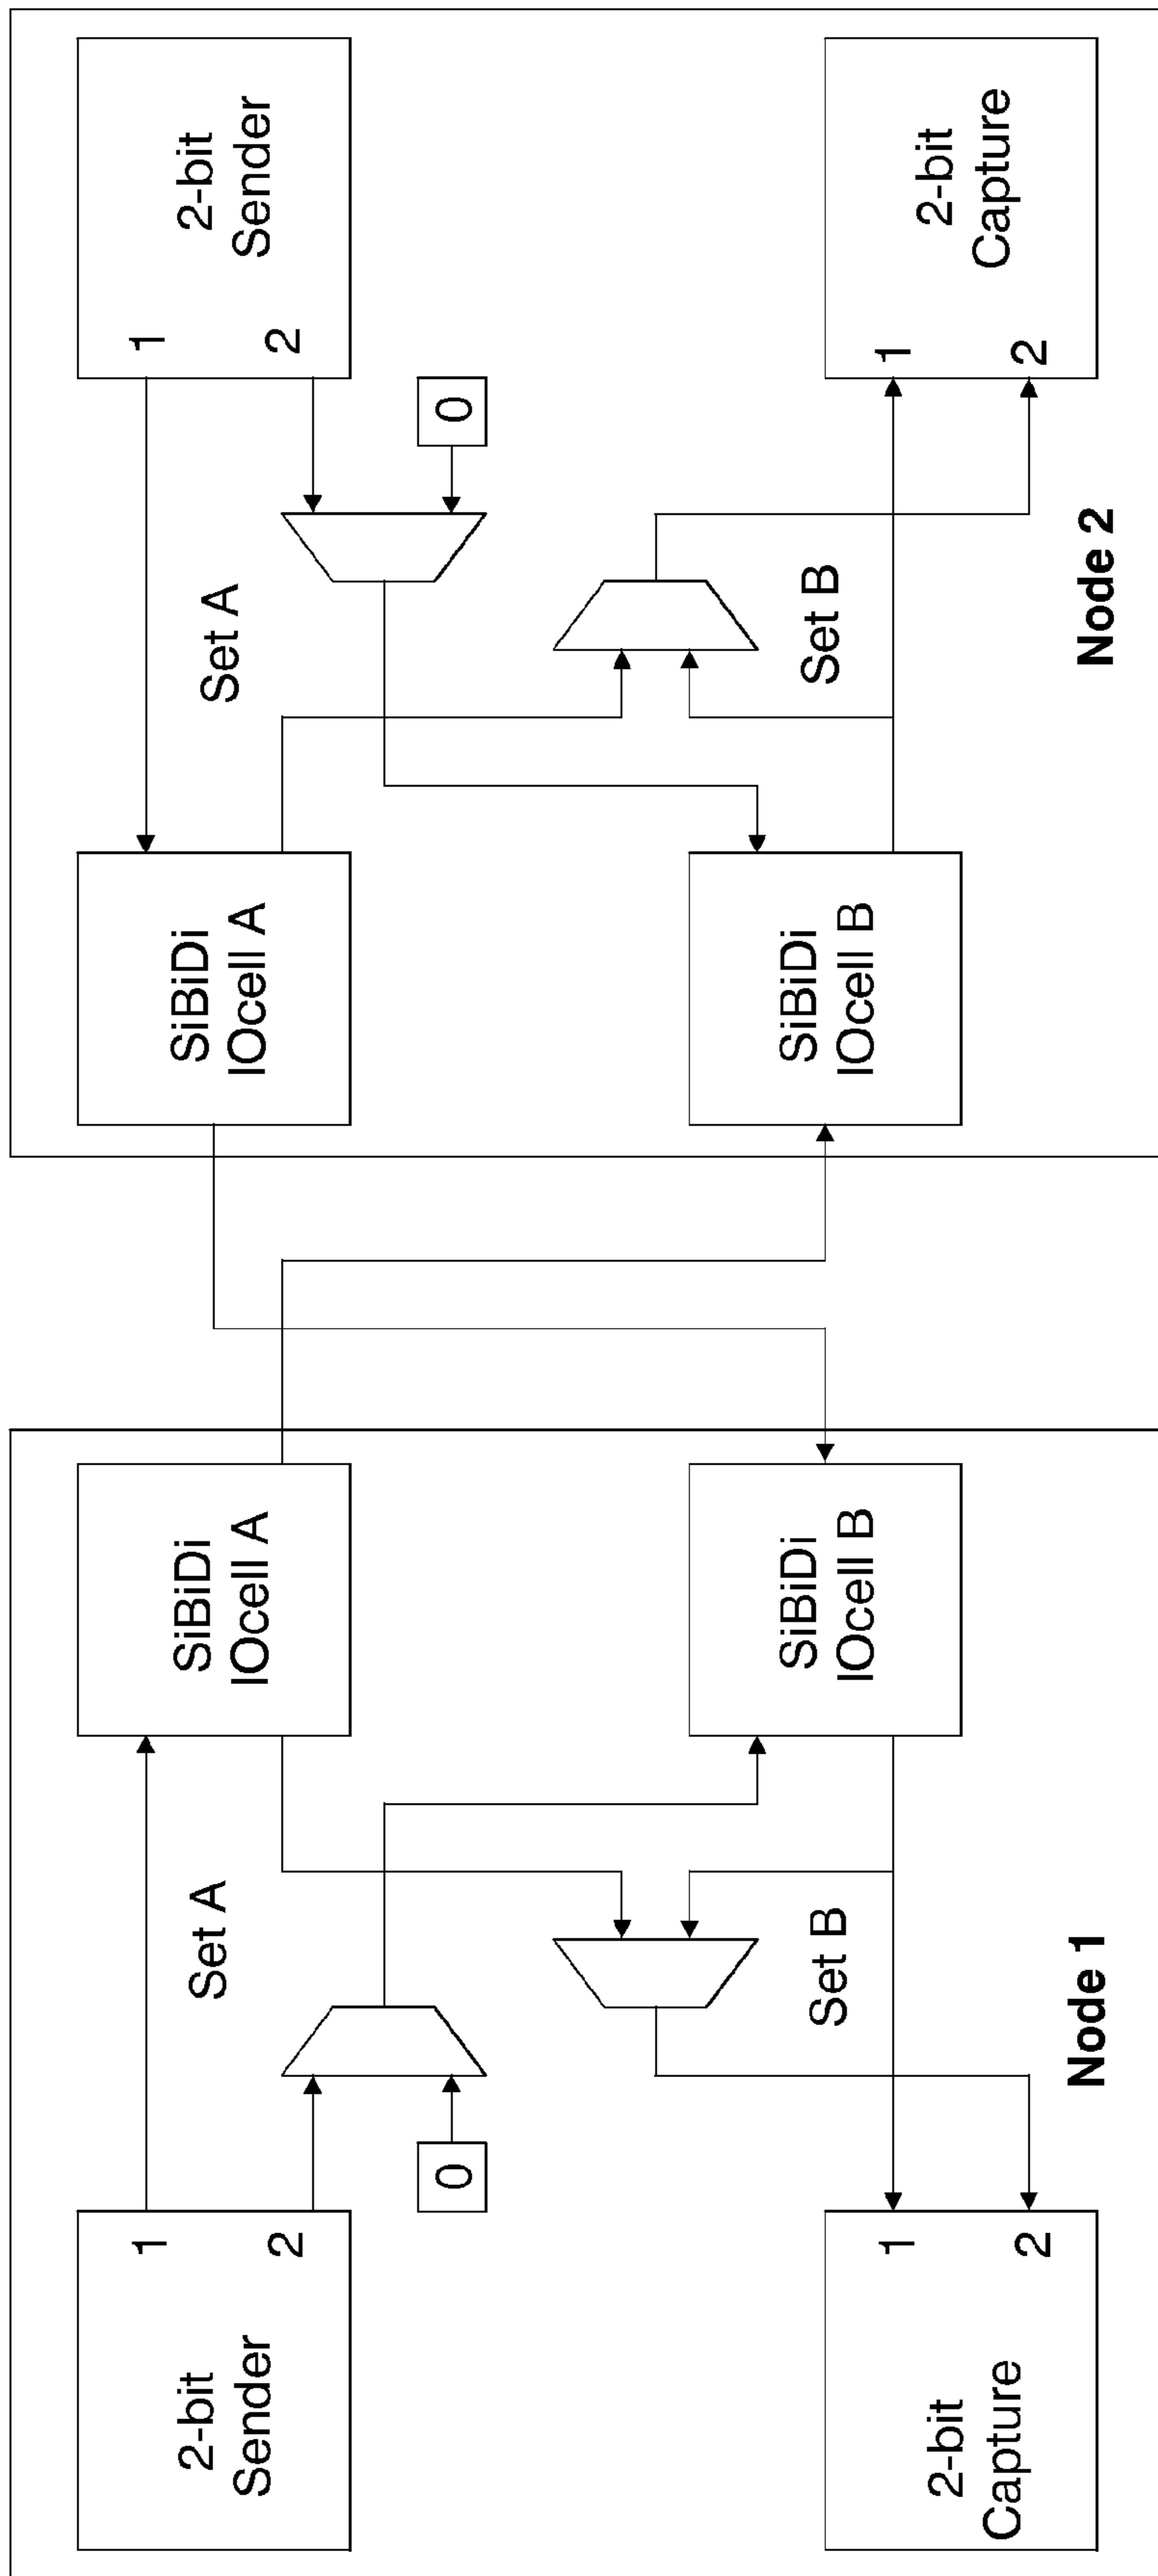 2-bit
Sender
1
2
0
Set A
SiBiDi
IOcell A
2-bit
Capture
1
2
Set B
SiBiDi
IOcell B
Node 1
SiBiDi
IOcell A
Set A
2-bit
Sender
1
2
0
SiBiDi
IOcell B
Set B
2-bit
Capture
1
2
Node 2